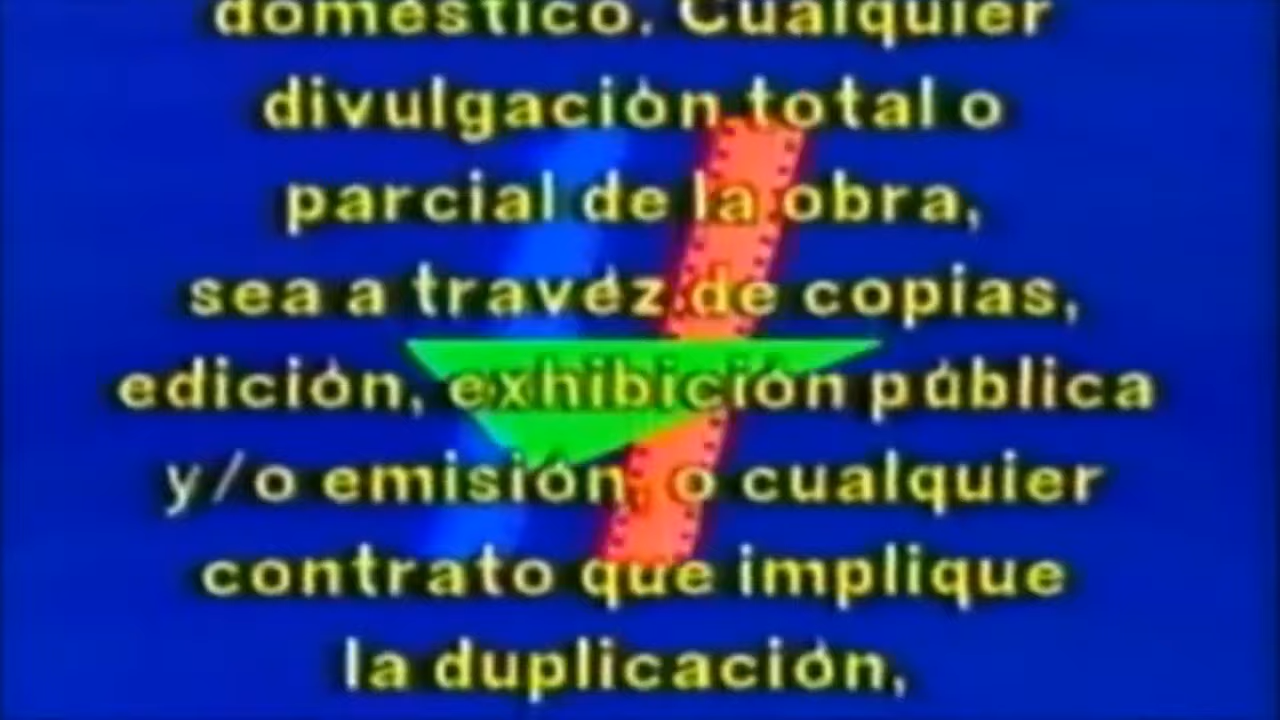 doméstico. Cualquier
divulgación total o
parcial de la obra,
sea a travéz de copias,
edición, exhibición pública
y/o emisión, o cualquier
contrato que implique
la duplicación,